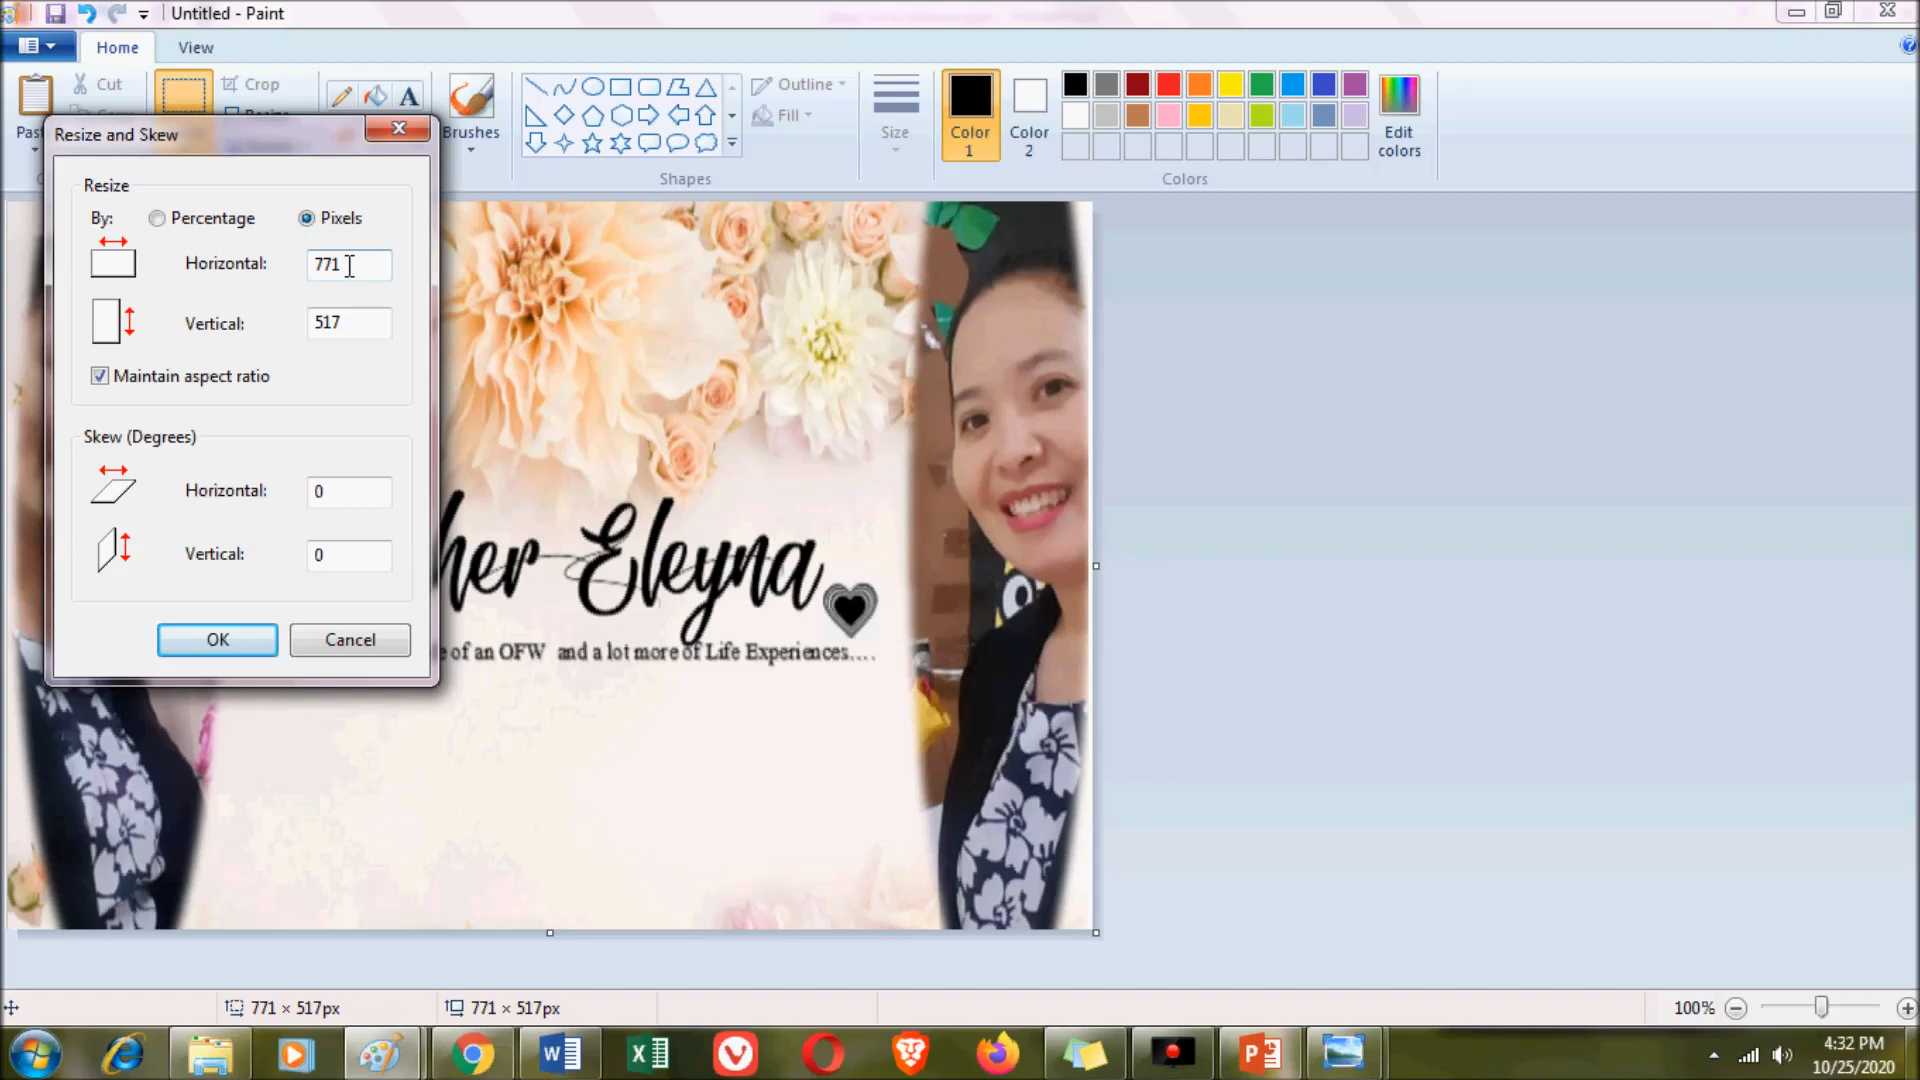 Untitled - Paint
Home View
Cut
Crop
Brushes
Outline
Fill
Size
Color 1
Color 2
Edit colors
Shapes
Colors
Resize and Skew
Resize
By: Percentage Pixels
Horizontal: 771
Vertical: 517
Maintain aspect ratio
Skew (Degrees)
Horizontal: 0
Vertical: 0
OK Cancel
her Eleyna
of an OFW and a lot more of Life Experiences....
771 × 517px
771 × 517px
100%
4:32 PM
10/25/2020